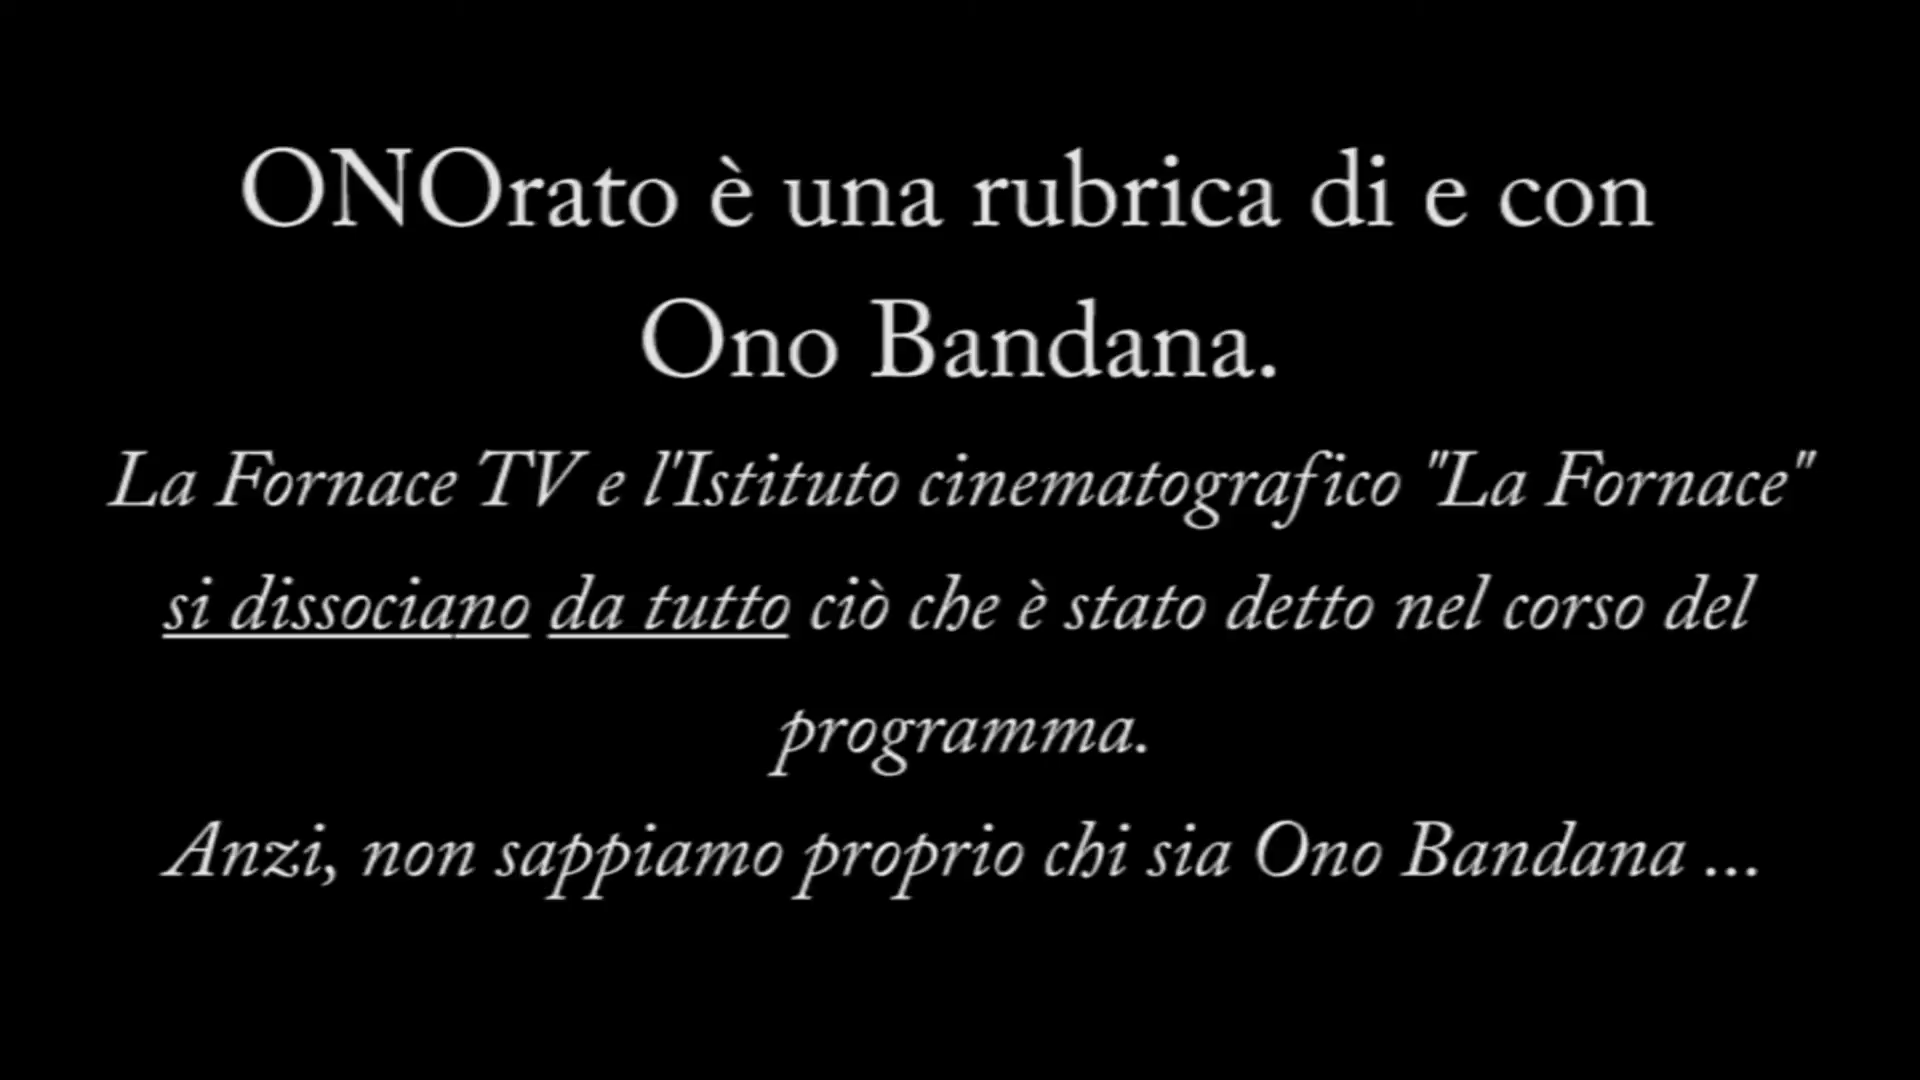 ONOrato è una rubrica di e con
Ono Bandana.
La Fornace TV e l'Istituto cinematografico "La Fornace"
si dissociano da tutto ciò che è stato detto nel corso del
programma.
Anzi, non sappiamo proprio chi sia Ono Bandana ...